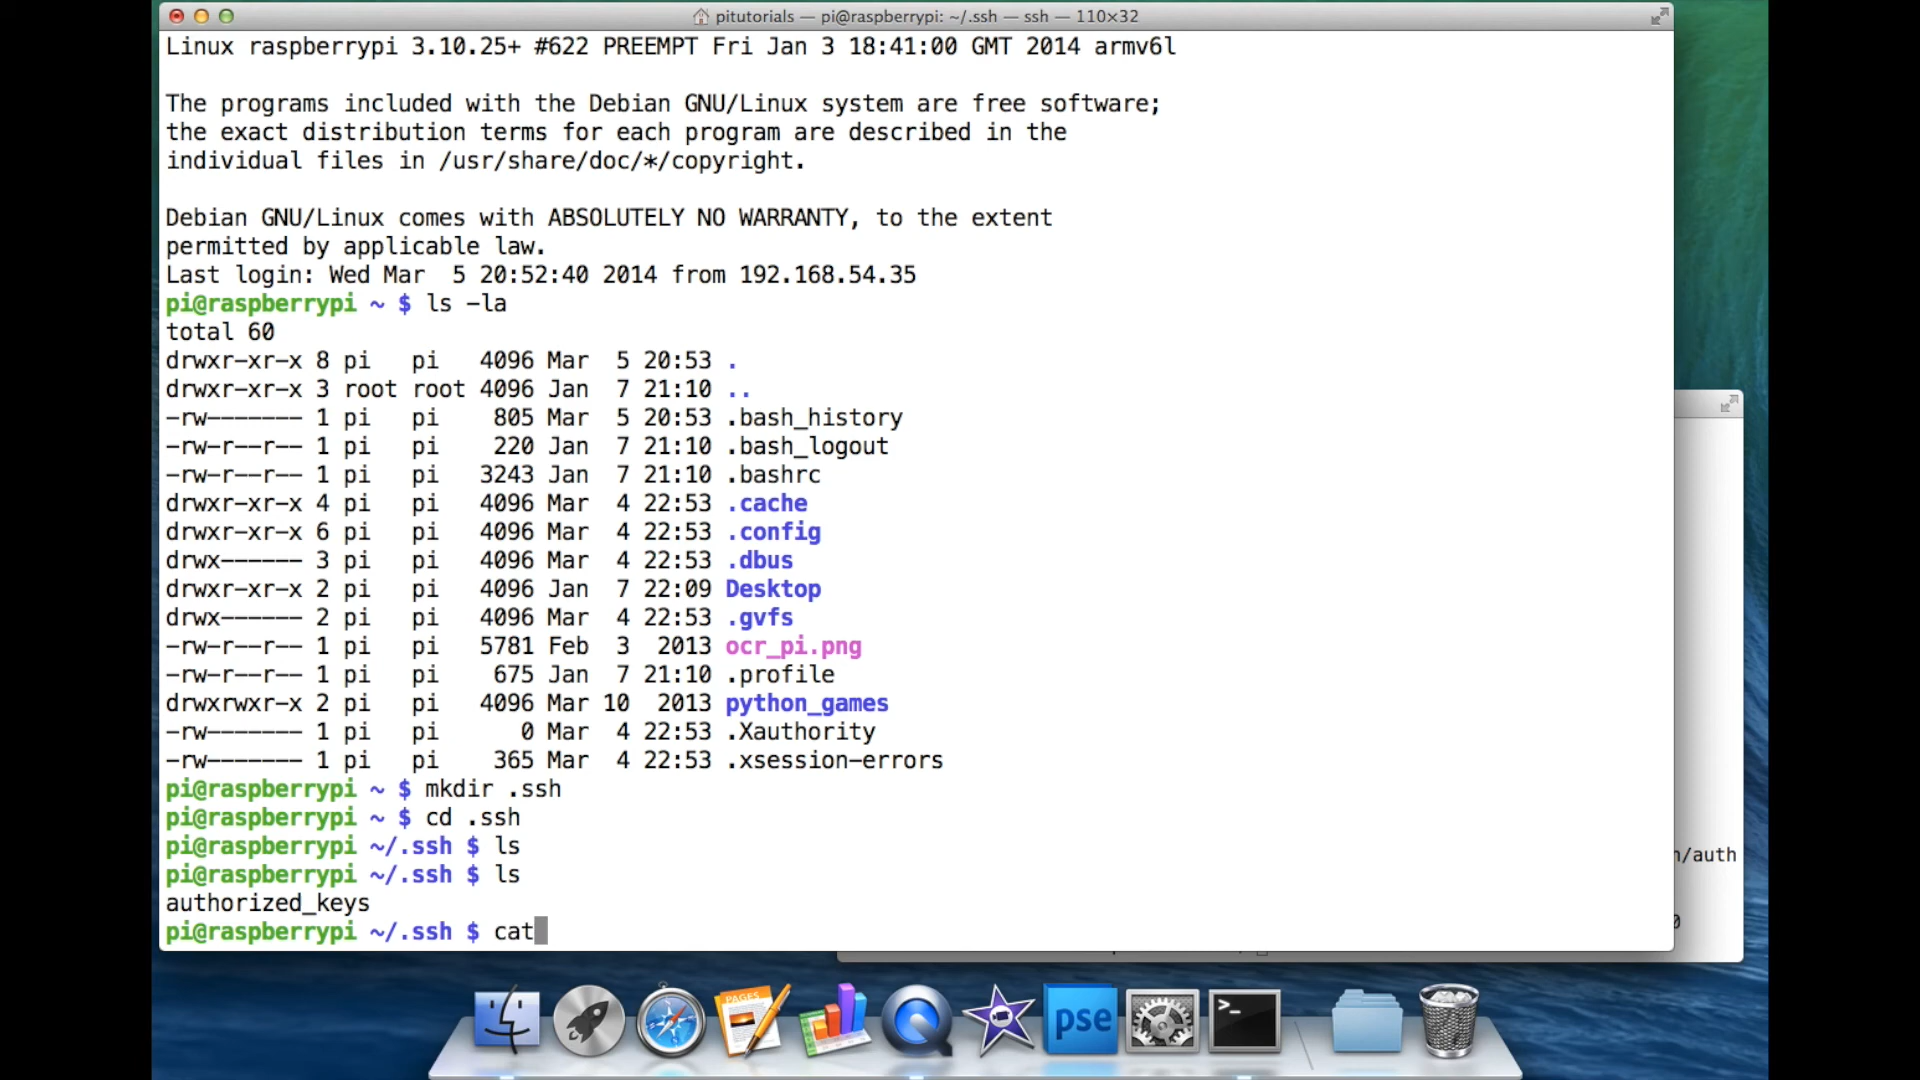 pitutorials — pi@raspberrypi: ~/.ssh — ssh — 110×32
Linux raspberrypi 3.10.25+ #622 PREEMPT Fri Jan 3 18:41:00 GMT 2014 armv6l
The programs included with the Debian GNU/Linux system are free software;
the exact distribution terms for each program are described in the
individual files in /usr/share/doc/*/copyright.
Debian GNU/Linux comes with ABSOLUTELY NO WARRANTY, to the extent
permitted by applicable law.
Last login: Wed Mar  5 20:52:40 2014 from 192.168.54.35
pi@raspberrypi ~ $ ls -la
total 60
drwxr-xr-x 8 pi   pi   4096 Mar  5 20:53 .
drwxr-xr-x 3 root root 4096 Jan  7 21:10 ..
-rw------- 1 pi   pi    805 Mar  5 20:53 .bash_history
-rw-r--r-- 1 pi   pi    220 Jan  7 21:10 .bash_logout
-rw-r--r-- 1 pi   pi   3243 Jan  7 21:10 .bashrc
drwxr-xr-x 4 pi   pi   4096 Mar  4 22:53 .cache
drwxr-xr-x 6 pi   pi   4096 Mar  4 22:53 .config
drwx------ 3 pi   pi   4096 Mar  4 22:53 .dbus
drwxr-xr-x 2 pi   pi   4096 Jan  7 22:09 Desktop
drwx------ 2 pi   pi   4096 Mar  4 22:53 .gvfs
-rw-r--r-- 1 pi   pi   5781 Feb  3  2013 ocr_pi.png
-rw-r--r-- 1 pi   pi    675 Jan  7 21:10 .profile
drwxrwxr-x 2 pi   pi   4096 Mar 10  2013 python_games
-rw------- 1 pi   pi      0 Mar  4 22:53 .Xauthority
-rw------- 1 pi   pi    365 Mar  4 22:53 .xsession-errors
pi@raspberrypi ~ $ mkdir .ssh
pi@raspberrypi ~ $ cd .ssh
pi@raspberrypi ~/.ssh $ ls
pi@raspberrypi ~/.ssh $ ls
authorized_keys
pi@raspberrypi ~/.ssh $ cat
/auth
PAGES
pse
>_